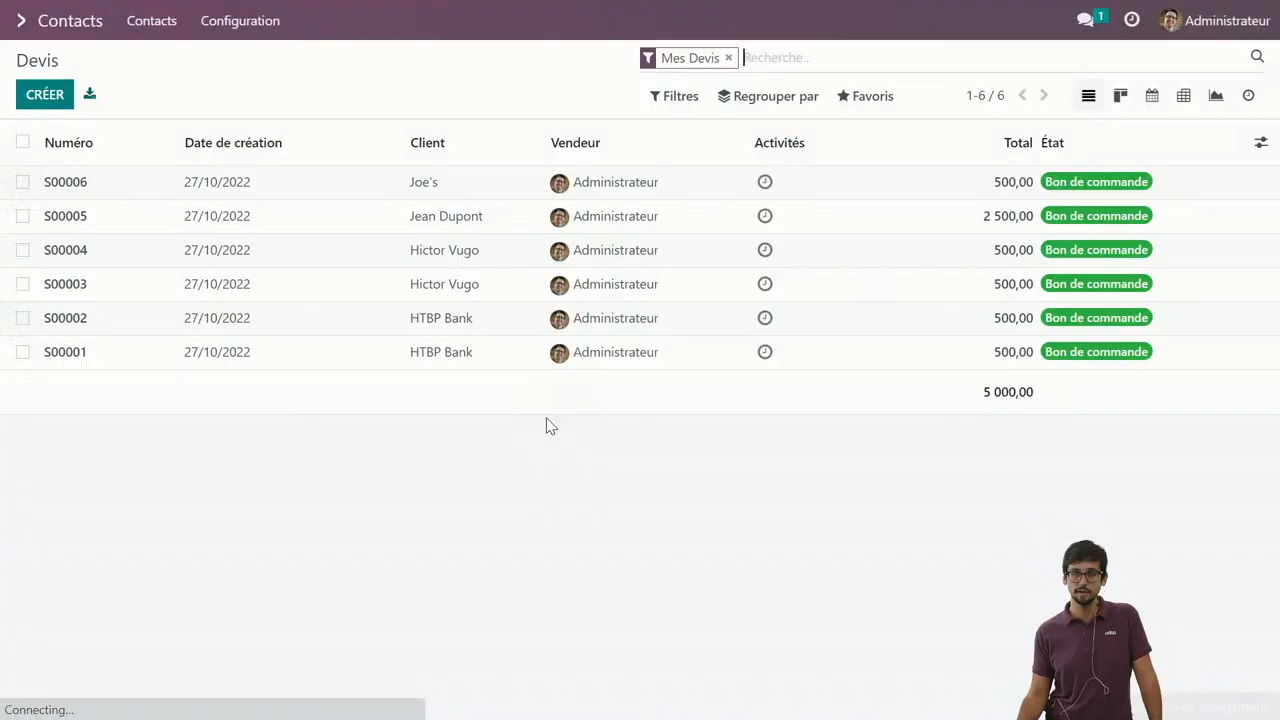 Contacts Contacts Configuration 1 Administrateur
Devis
Mes Devis × Recherche...
CRÉER
Filtres Regrouper par Favoris 1-6 / 6
Numéro Date de création Client Vendeur Activités Total État
S00006 27/10/2022 Joe's Administrateur 500,00 Bon de commande
S00005 27/10/2022 Jean Dupont Administrateur 2 500,00 Bon de commande
S00004 27/10/2022 Hictor Vugo Administrateur 500,00 Bon de commande
S00003 27/10/2022 Hictor Vugo Administrateur 500,00 Bon de commande
S00002 27/10/2022 HTBP Bank Administrateur 500,00 Bon de commande
S00001 27/10/2022 HTBP Bank Administrateur 500,00 Bon de commande
5 000,00
odoo
Connecting...